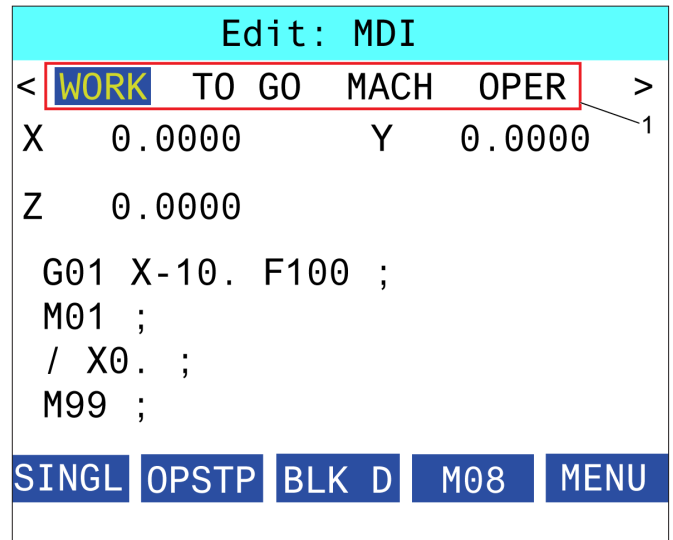 Edit: MDI
< WORK TO GO MACH OPER >
1
X 0.0000 Y 0.0000
Z 0.0000
G01 X-10. F100 ;
M01 ;
/ X0. ;
M99 ;
SINGL OPSTP BLK D M08 MENU